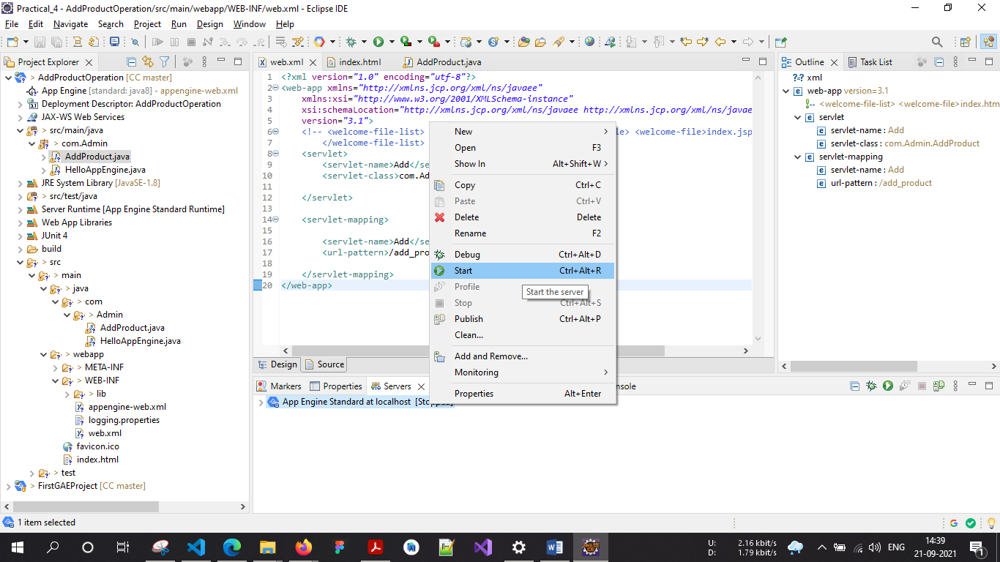 Practical_4 - AddProductOperation/src/main/webapp/WEB-INF/web.xml - Eclipse IDE
File Edit Navigate Search Project Run Design Window Help
Project Explorer
> AddProductOperation [CC master]
App Engine [standard: java8] - appengine-web.xml
Deployment Descriptor: AddProductOperation
JAX-WS Web Services
> src/main/java
> com.Admin
AddProduct.java
HelloAppEngine.java
JRE System Library [JavaSE-1.8]
> src/test/java
Server Runtime [App Engine Standard Runtime]
Web App Libraries
JUnit 4
> build
> src
> main
> java
> com
> Admin
AddProduct.java
HelloAppEngine.java
> webapp
> META-INF
> WEB-INF
> lib
appengine-web.xml
logging.properties
web.xml
favicon.ico
index.html
> test
> FirstGAEProject [CC master]
web.xml index.html AddProduct.java
1 <?xml version="1.0" encoding="utf-8"?>
2 <web-app xmlns="http://xmlns.jcp.org/xml/ns/javaee"
3 xmlns:xsi="http://www.w3.org/2001/XMLSchema-instance"
4 xsi:schemaLocation="http://xmlns.jcp.org/xml/ns/javaee http://xmlns.jcp.org/xml/ns/javaee
5 version="3.1">
6 <!-- <welcome-file-list> le> <welcome-file>index.jsp
7 </welcome-file-list>
8 <servlet>
9 <servlet-name>Add</se
10 <servlet-class>com.Ad
11
12 </servlet>
13
14 <servlet-mapping>
15
16 <servlet-name>Add</se
17 <url-pattern>/add_pro
18
19 </servlet-mapping>
20 </web-app>
Design Source
New
Open F3
Show In Alt+Shift+W
Copy Ctrl+C
Paste Ctrl+V
Delete Delete
Rename F2
Debug Ctrl+Alt+D
Start Ctrl+Alt+R
Profile
Start the server
Stop Ctrl+Alt+S
Publish Ctrl+Alt+P
Clean...
Add and Remove...
Monitoring
Properties Alt+Enter
Markers Properties Servers nsole
App Engine Standard at localhost [Stopped]
Outline Task List
xml
web-app version=3.1
<welcome-file-list> <welcome-file>index.htm
servlet
servlet-name : Add
servlet-class : com.Admin.AddProduct
servlet-mapping
servlet-name : Add
url-pattern : /add_product
1 item selected
U: 2.16 kbit/s
D: 1.79 kbit/s
ENG
14:39
21-09-2021
1